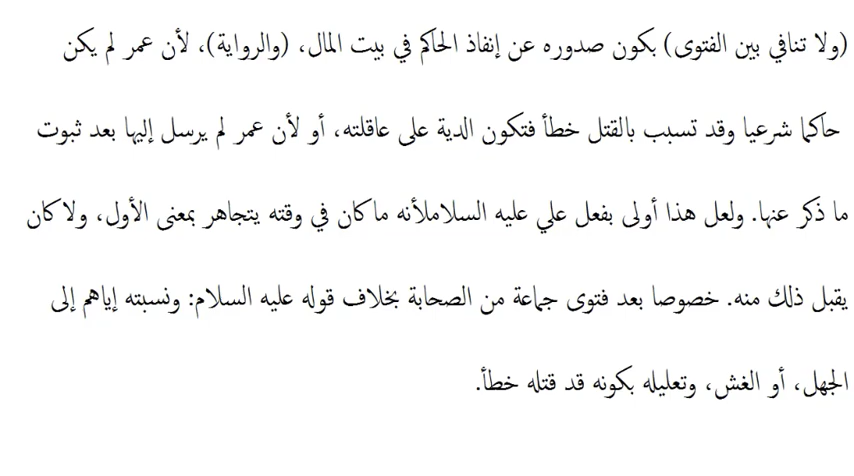 (ولا تنافي بين الفتوى) بكون صدوره عن إنفاذ الحاكم في بيت المال، (والرواية)، لأن عمر لم يكن
حاكما شرعيا وقد تسبب بالقتل خطأ فتكون الدية على عاقلته، أو لأن عمر لم يرسل إليها بعد ثبوت
ما ذكر عنها. ولعل هذا أولى بفعل علي عليه السلاملأنه ماكان في وقته يتجاهر بمعنى الأول، ولاكان
يقبل ذلك منه. خصوصا بعد فتوى جماعة من الصحابة بخلاف قوله عليه السلام: ونسبته إياهم إلى
الجهل، أو الغش، وتعليله بكونه قد قتله خطأ.